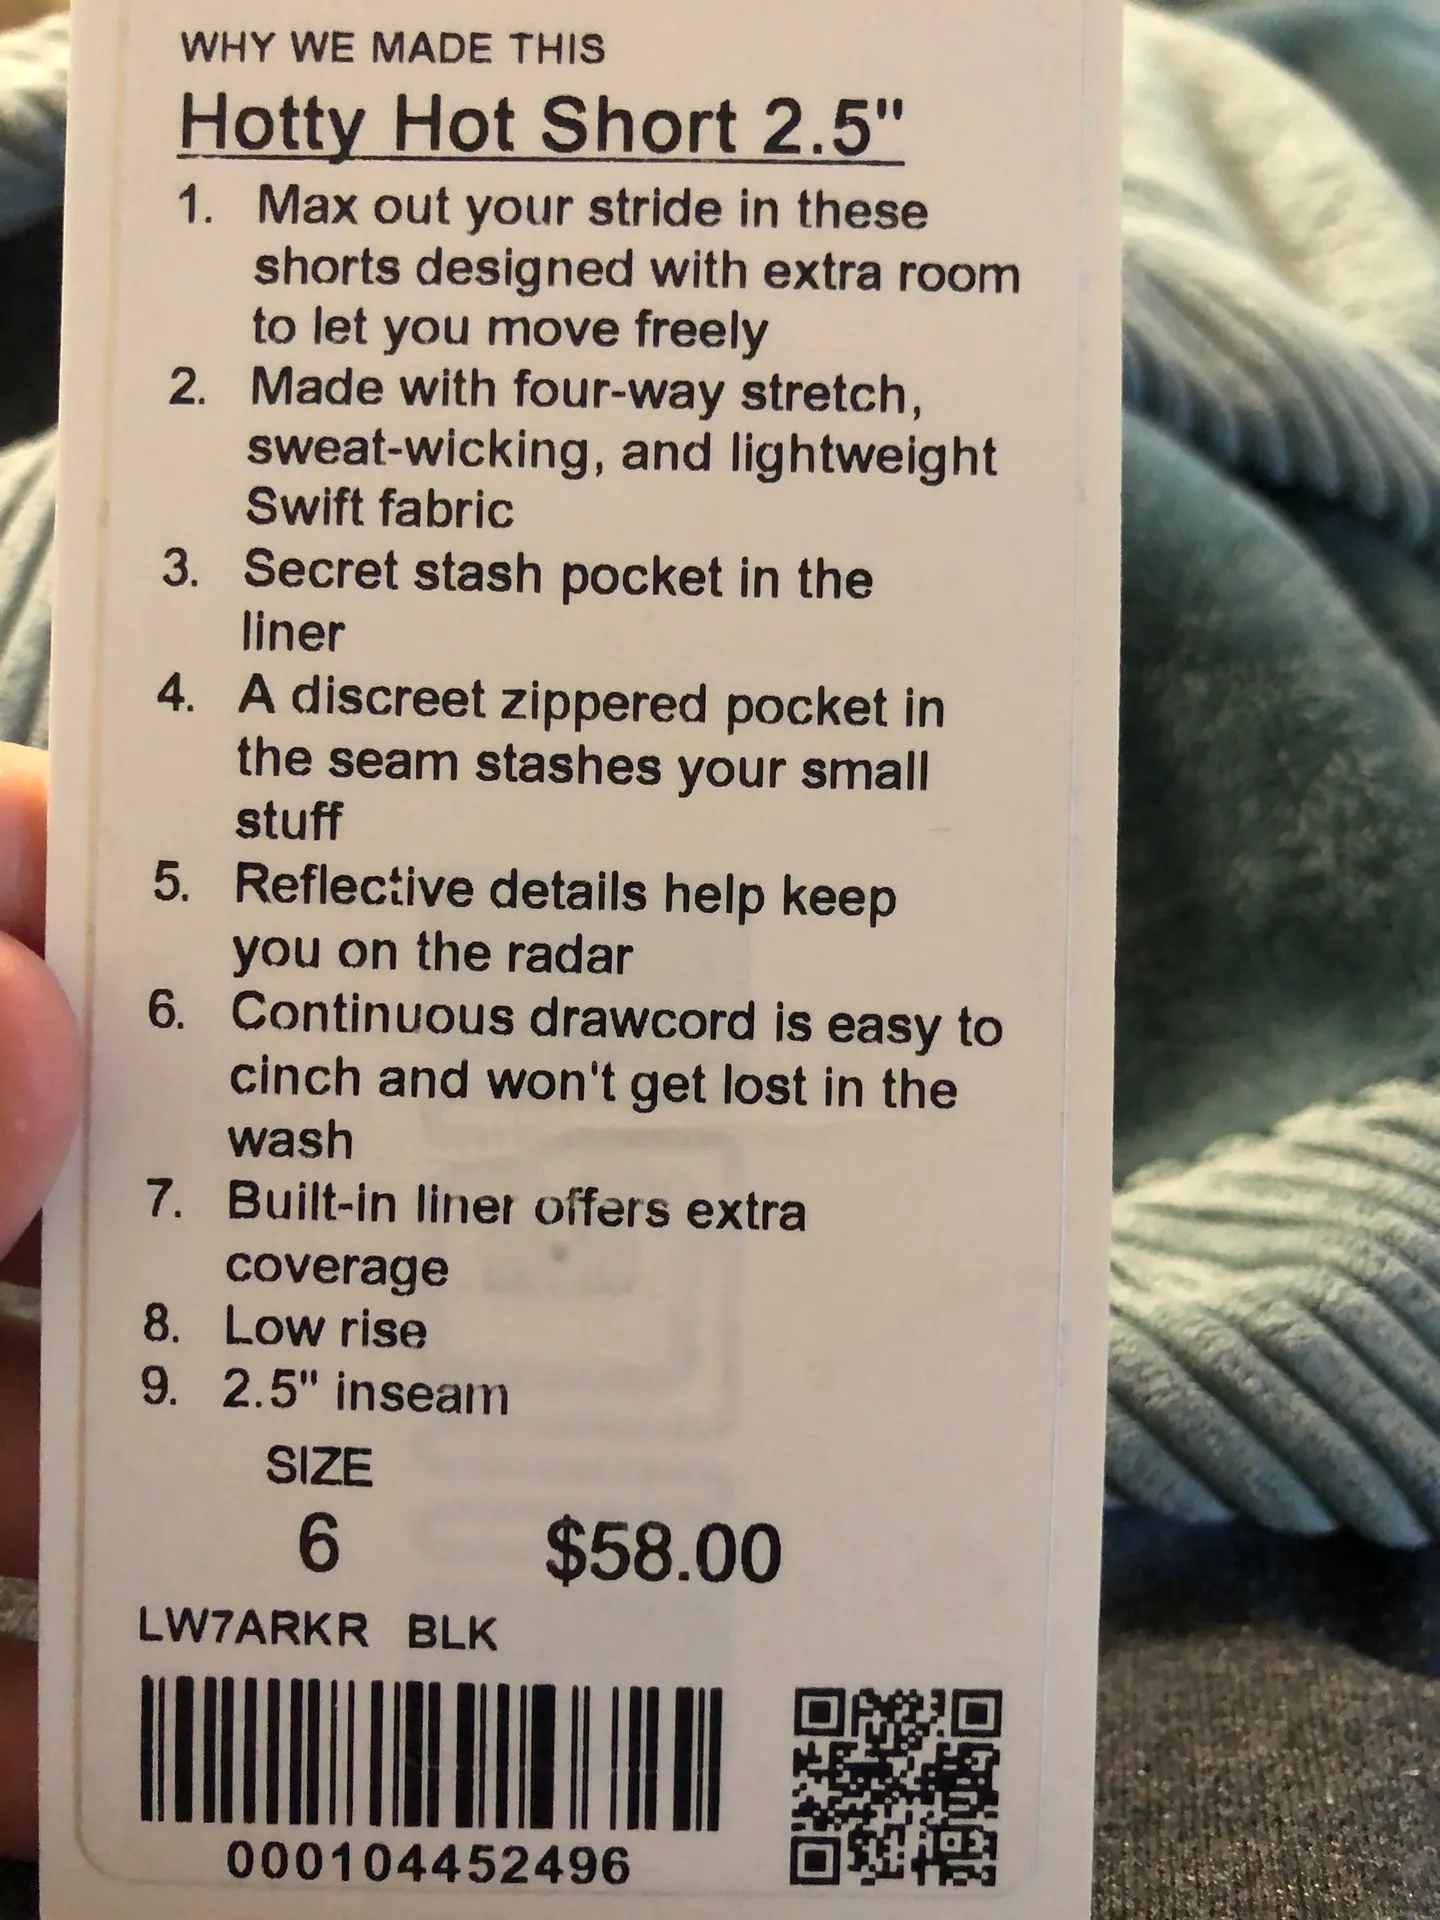 WHY WE MADE THIS
Hotty Hot Short 2.5"
1. Max out your stride in these
shorts designed with extra room
to let you move freely
2. Made with four-way stretch,
sweat-wicking, and lightweight
Swift fabric
3. Secret stash pocket in the
liner
4. A discreet zippered pocket in
the seam stashes your small
stuff
5. Reflective details help keep
you on the radar
6. Continuous drawcord is easy to
cinch and won't get lost in the
wash
7. Built-in liner offers extra
coverage
8. Low rise
9. 2.5" inseam
SIZE
6 $58.00
LW7ARKR BLK
000104452496